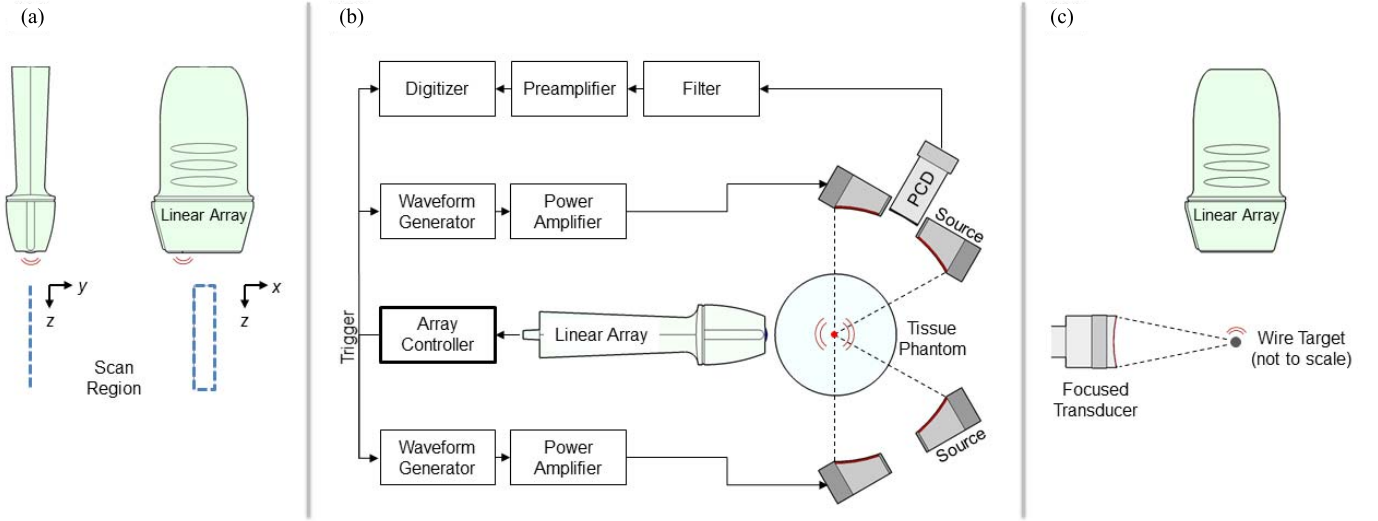 (a)
Linear Array
y
z
x
z
Scan
Region
(b)
Digitizer
Preamplifier
Filter
PCD
Waveform
Generator
Power
Amplifier
Source
Trigger
Array
Controller
Linear Array
Tissue
Phantom
Waveform
Generator
Power
Amplifier
Source
(c)
Linear Array
Wire Target
(not to scale)
Focused
Transducer